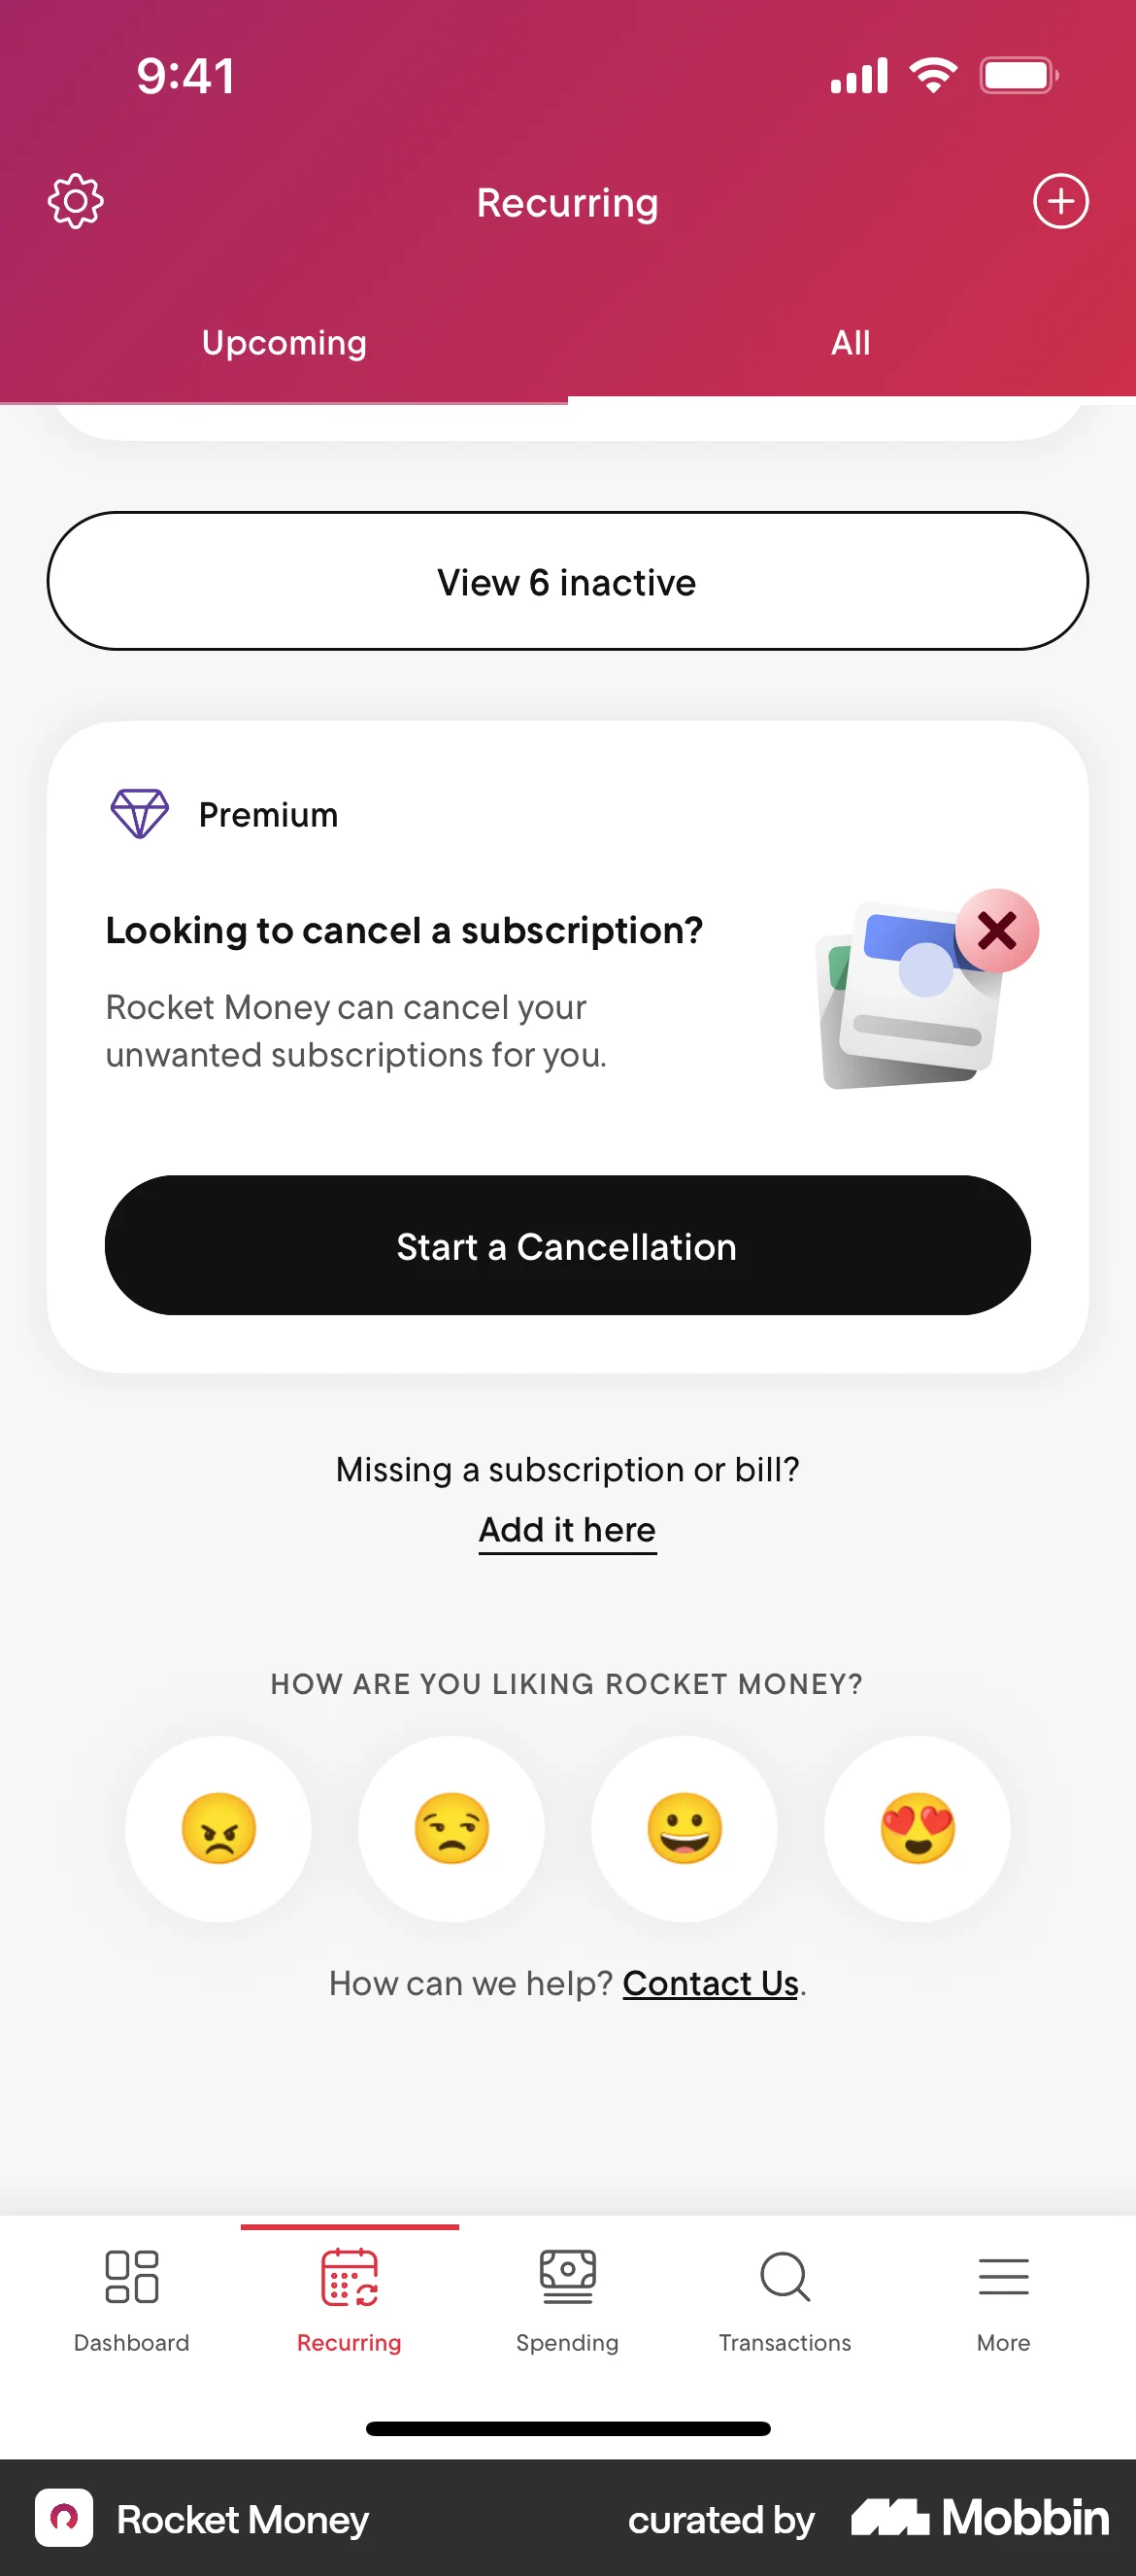 9:41
Recurring
Upcoming
All
View 6 inactive
Premium
Looking to cancel a subscription?
Rocket Money can cancel your
unwanted subscriptions for you.
Start a Cancellation
Missing a subscription or bill?
Add it here
HOW ARE YOU LIKING ROCKET MONEY?
How can we help? Contact Us.
Dashboard
Recurring
Spending
Transactions
More
Rocket Money
curated by
Mobbin